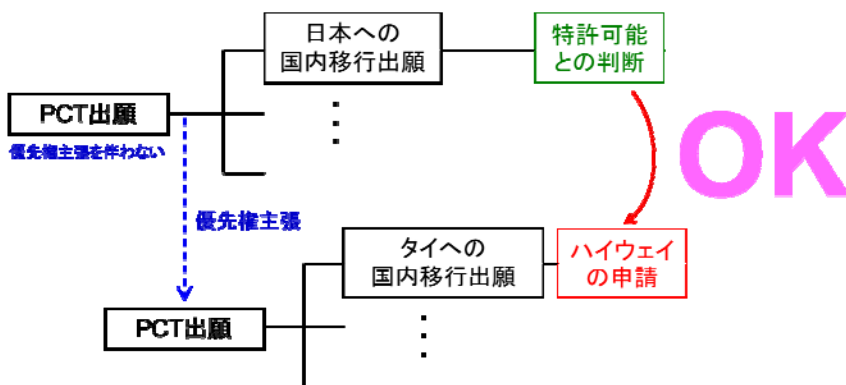 日本への
国内移行出願
特許可能
との判断
PCT出願
優先権主張を伴わない
OK
優先権主張
タイへの
国内移行出願
ハイウェイ
の申請
PCT出願